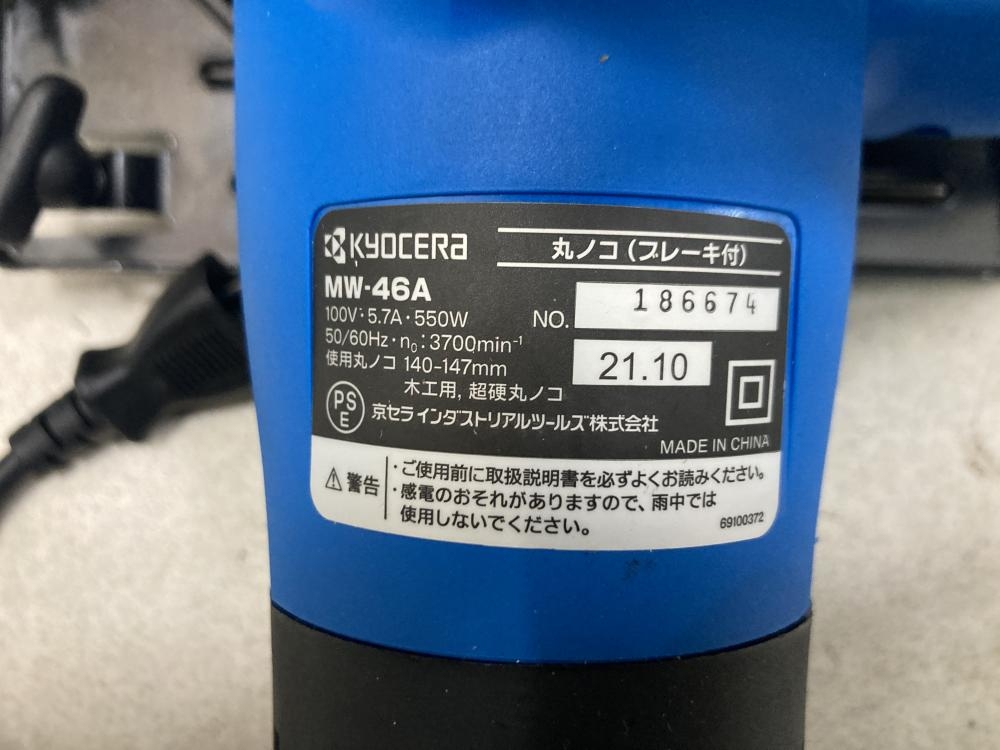 KYOCERA
丸ノコ（ブレーキ付）
MW-46A
NO. 186674
100V・5.7A・550W
50/60Hz・n₀:3700min⁻¹
21.10
使用丸ノコ 140-147mm
木工用, 超硬丸ノコ
PS
E
京セラインダストリアルツールズ株式会社
MADE IN CHINA
⚠警告
・ご使用前に取扱説明書を必ずよくお読みください。
・感電のおそれがありますので、雨中では
使用しないでください。
69100372